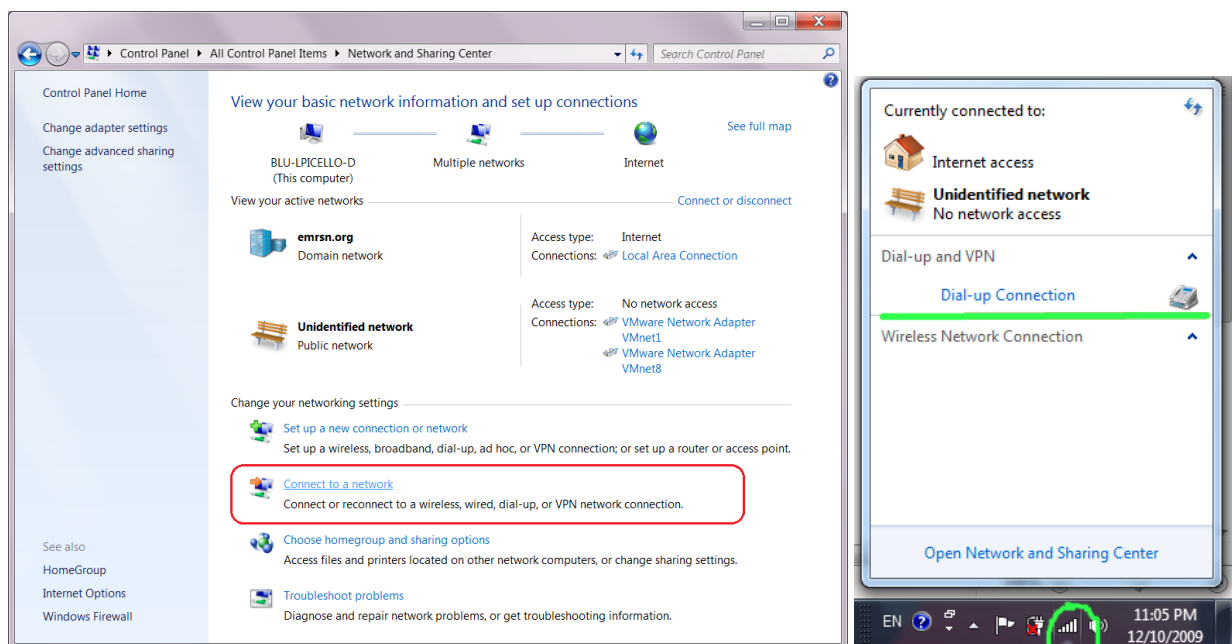 Control Panel ▸ All Control Panel Items ▸ Network and Sharing Center
Search Control Panel
Control Panel Home
Change adapter settings
Change advanced sharing
settings
See also
HomeGroup
Internet Options
Windows Firewall
View your basic network information and set up connections
See full map
BLU-LPICELLO-D
(This computer)
Multiple networks
Internet
View your active networks
Connect or disconnect
emrsn.org
Domain network
Access type: Internet
Connections: Local Area Connection
Unidentified network
Public network
Access type: No network access
Connections: VMware Network Adapter
VMnet1
VMware Network Adapter
VMnet8
Change your networking settings
Set up a new connection or network
Set up a wireless, broadband, dial-up, ad hoc, or VPN connection; or set up a router or access point.
Connect to a network
Connect or reconnect to a wireless, wired, dial-up, or VPN network connection.
Choose homegroup and sharing options
Access files and printers located on other network computers, or change sharing settings.
Troubleshoot problems
Diagnose and repair network problems, or get troubleshooting information.
Currently connected to:
Internet access
Unidentified network
No network access
Dial-up and VPN
Dial-up Connection
Wireless Network Connection
Open Network and Sharing Center
EN
11:05 PM
12/10/2009